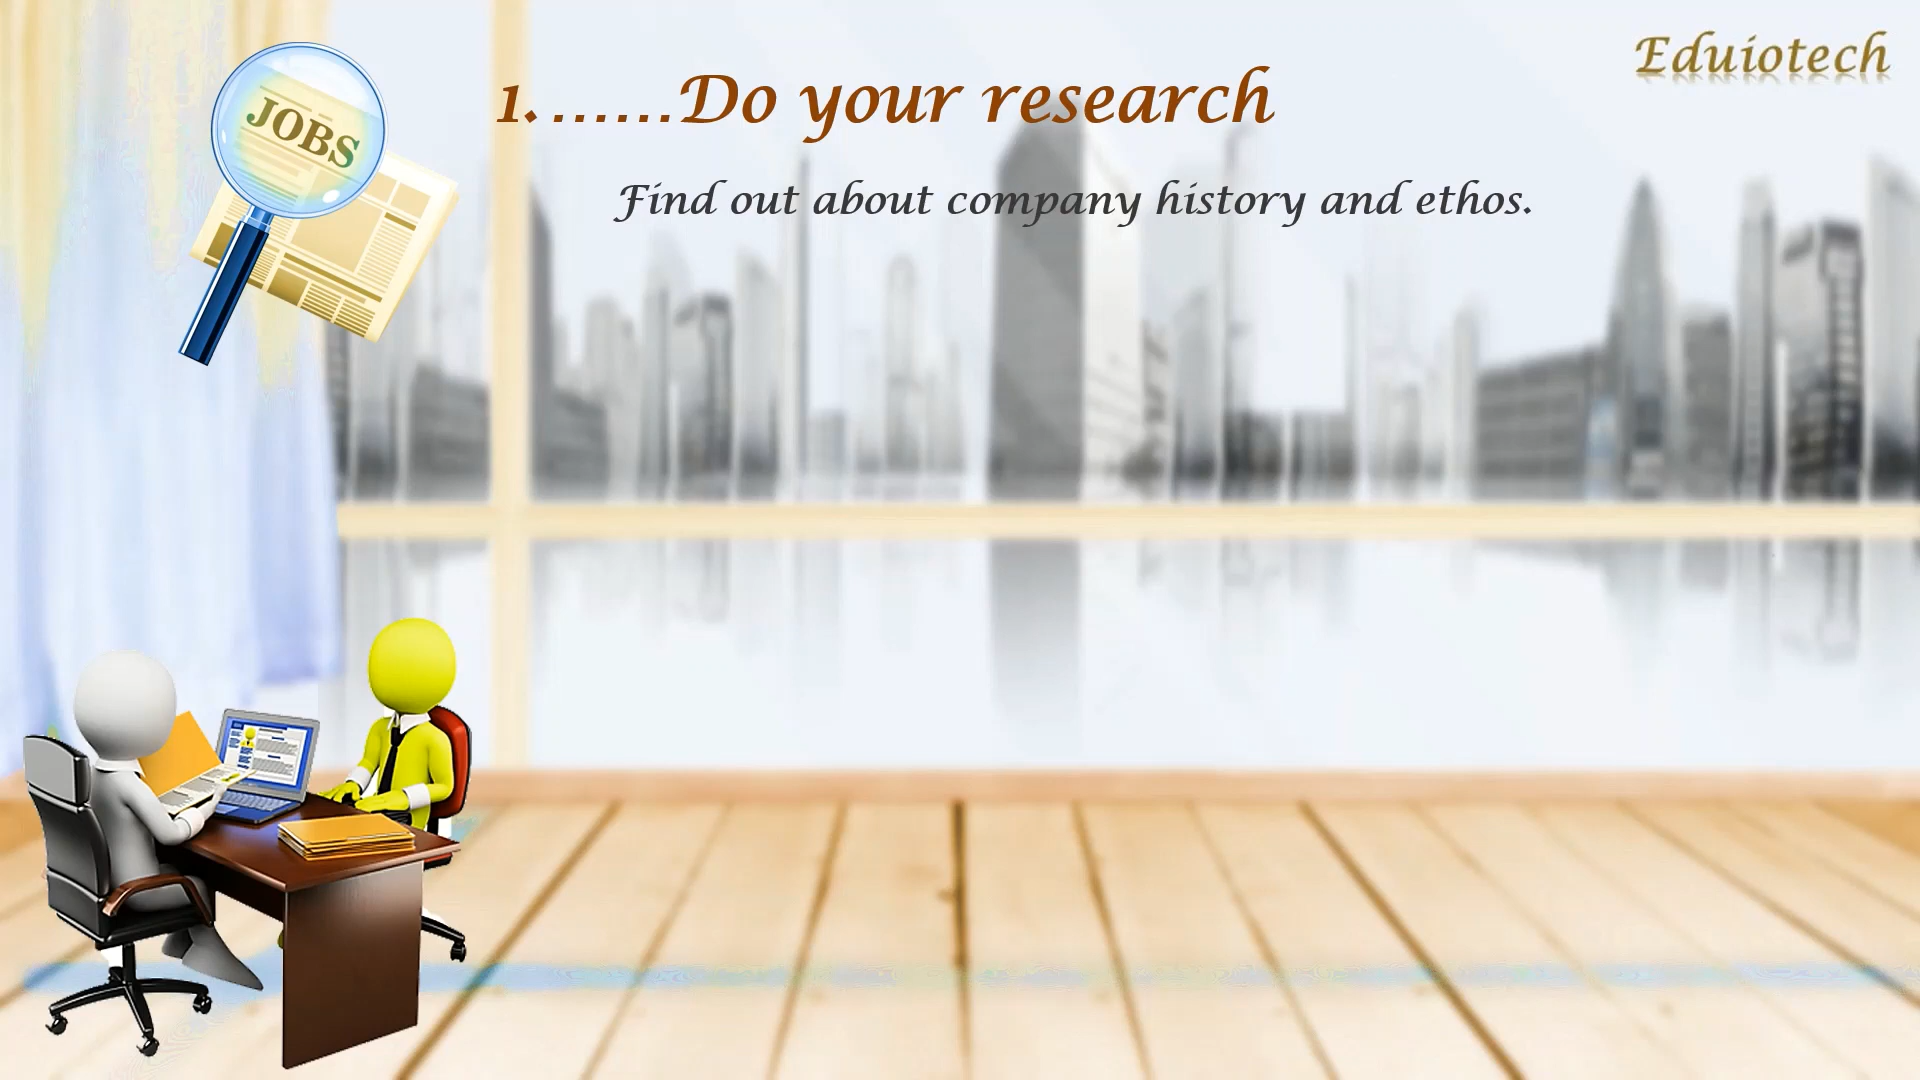 Eduiotech
1.......Do your research
Find out about company history and ethos.
JOBS